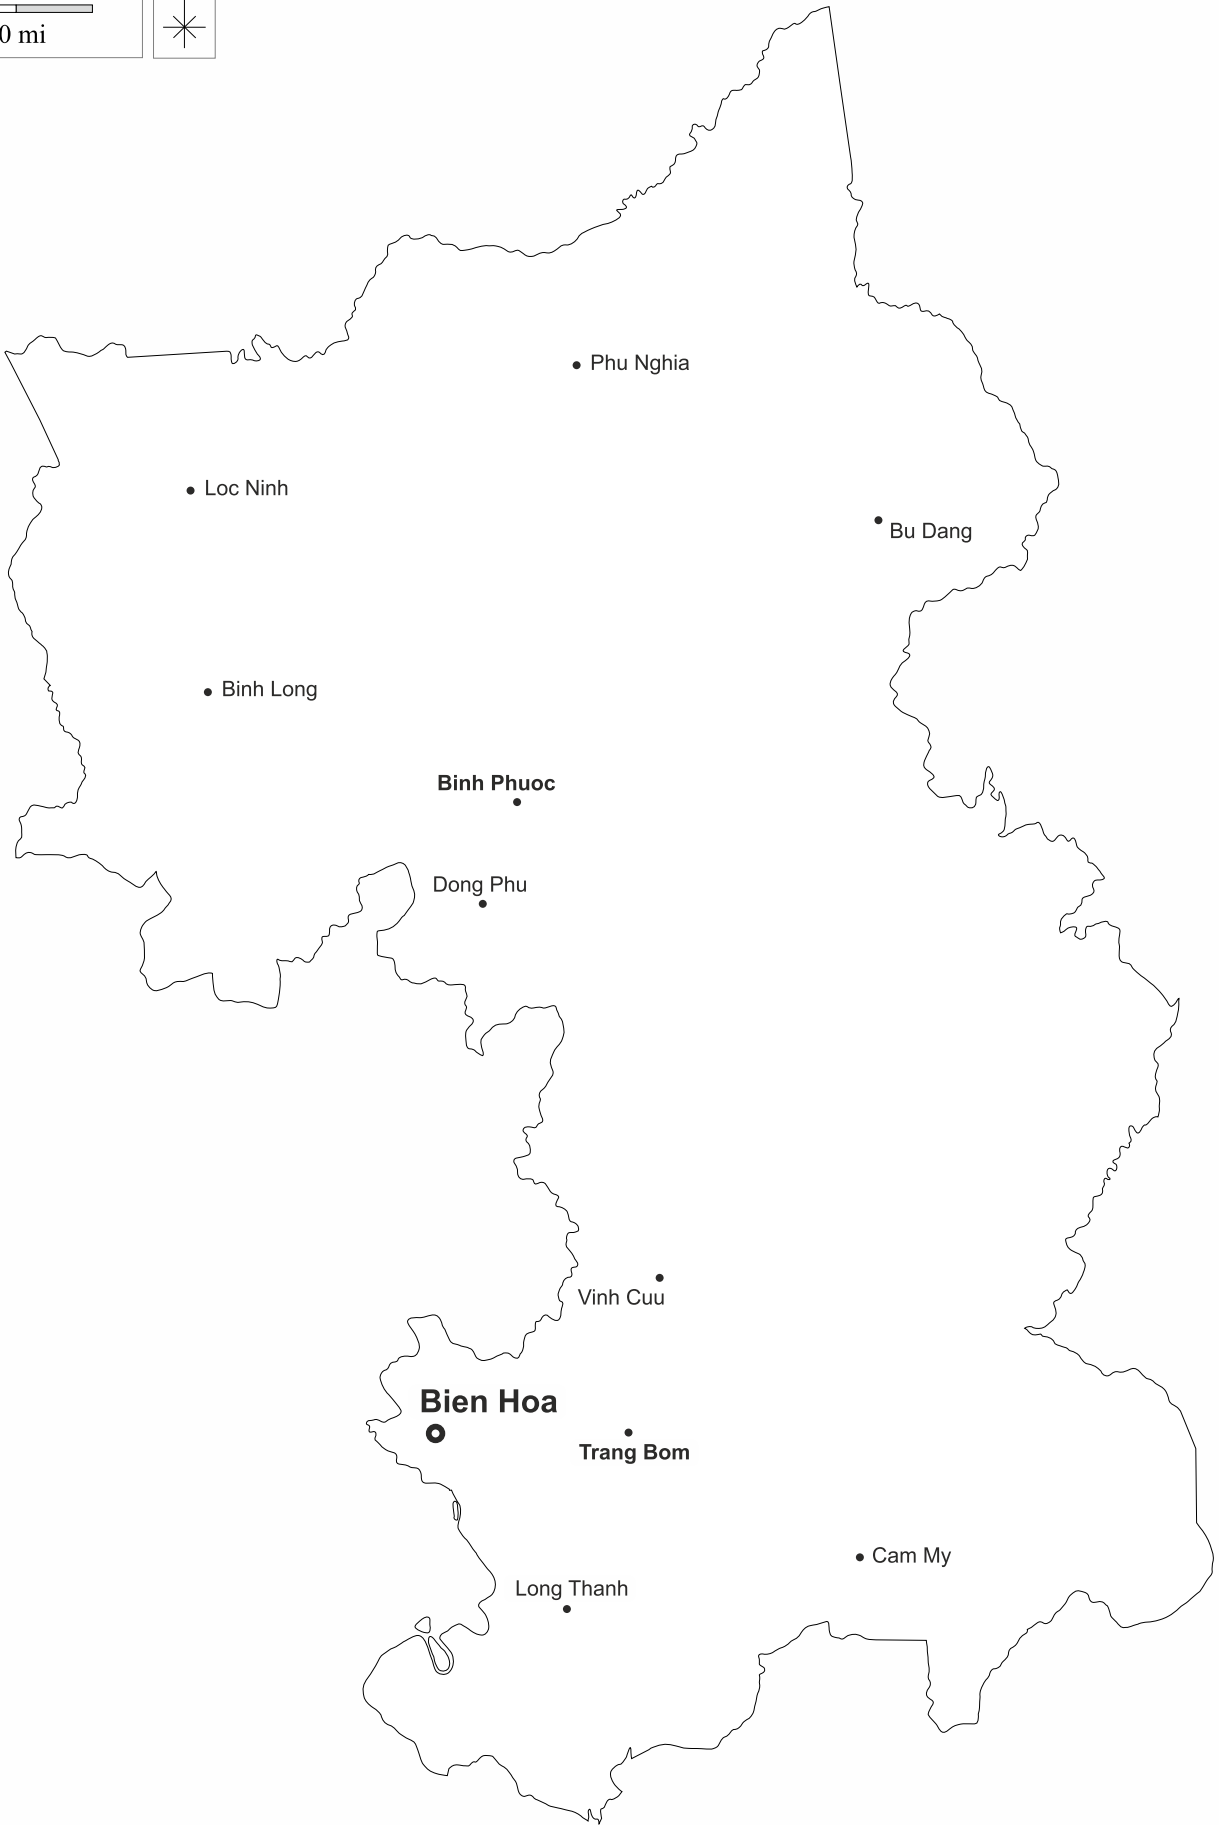 0 mi
Phu Nghia
Loc Ninh
Bu Dang
Binh Long
Binh Phuoc
Dong Phu
Vinh Cuu
Bien Hoa
Trang Bom
Cam My
Long Thanh